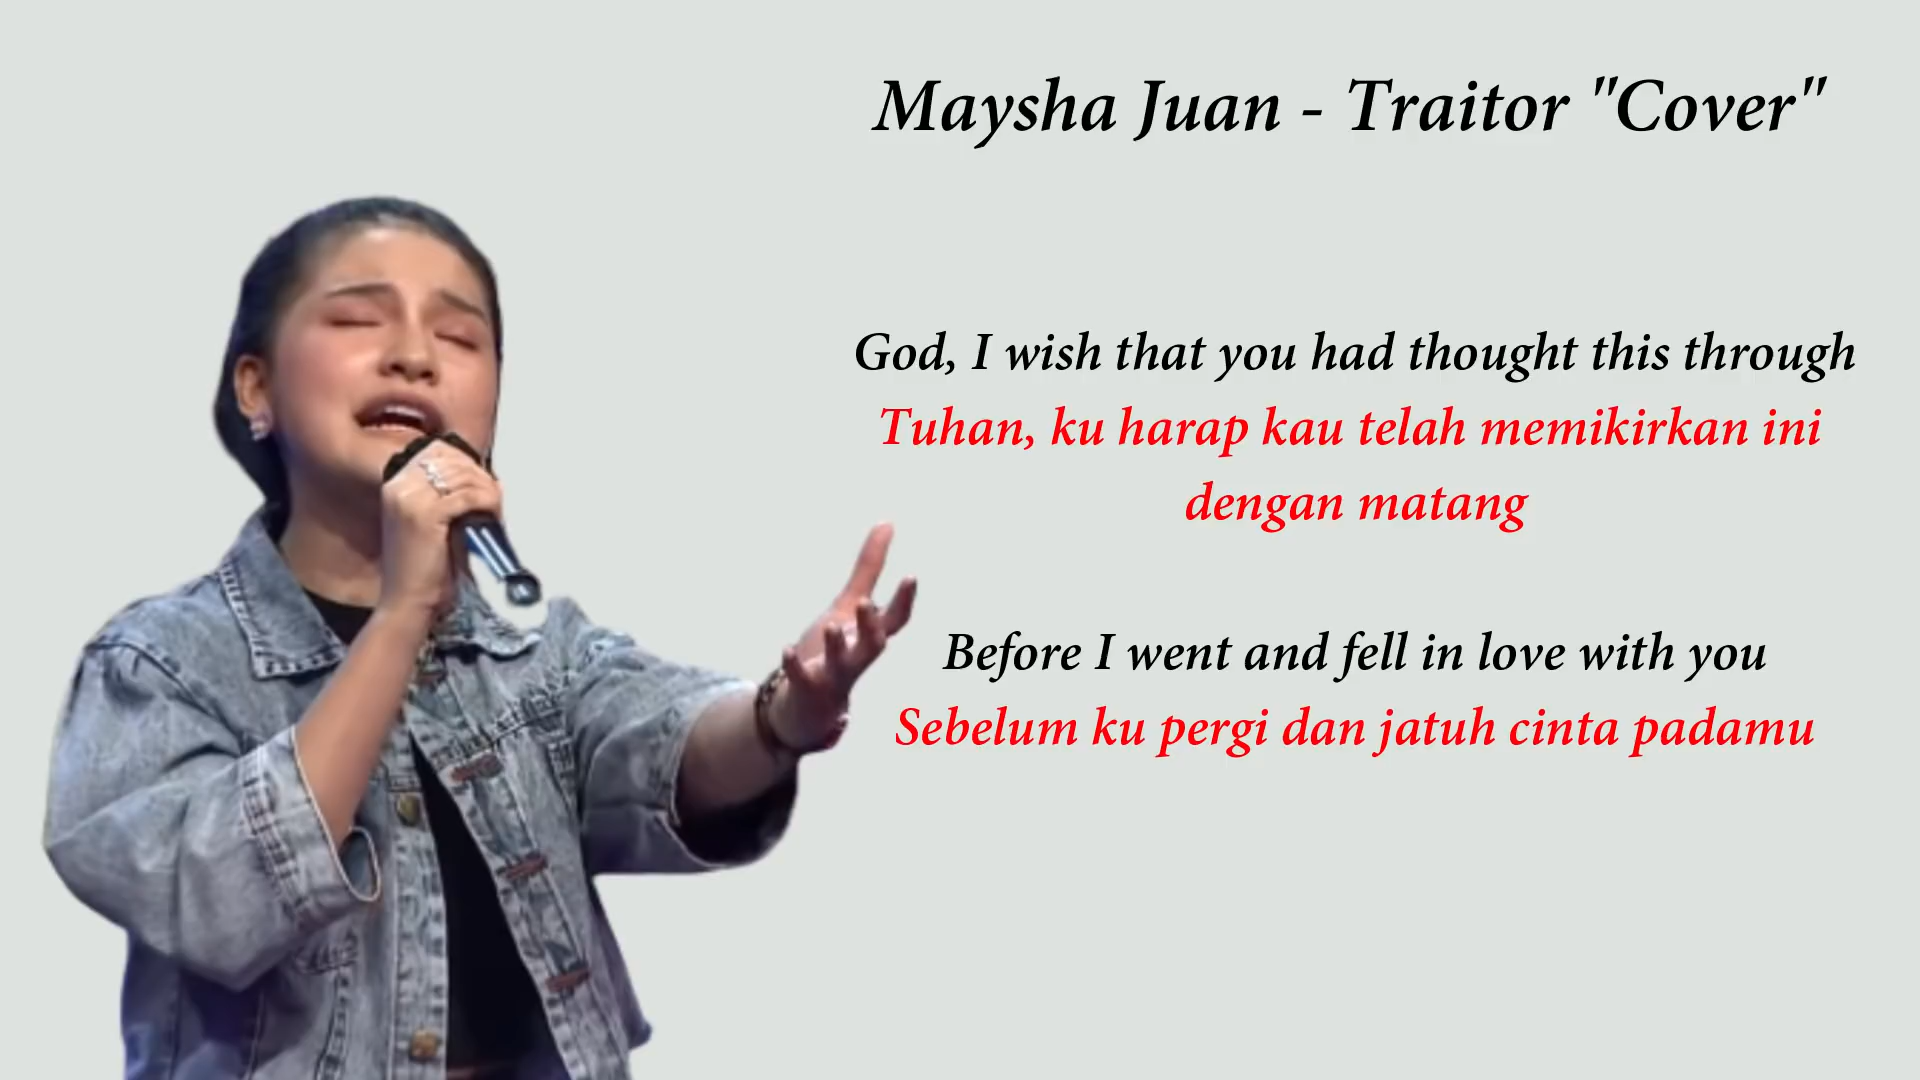 Maysha Juan - Traitor "Cover"
God, I wish that you had thought this through
Tuhan, ku harap kau telah memikirkan ini
dengan matang
Before I went and fell in love with you
Sebelum ku pergi dan jatuh cinta padamu